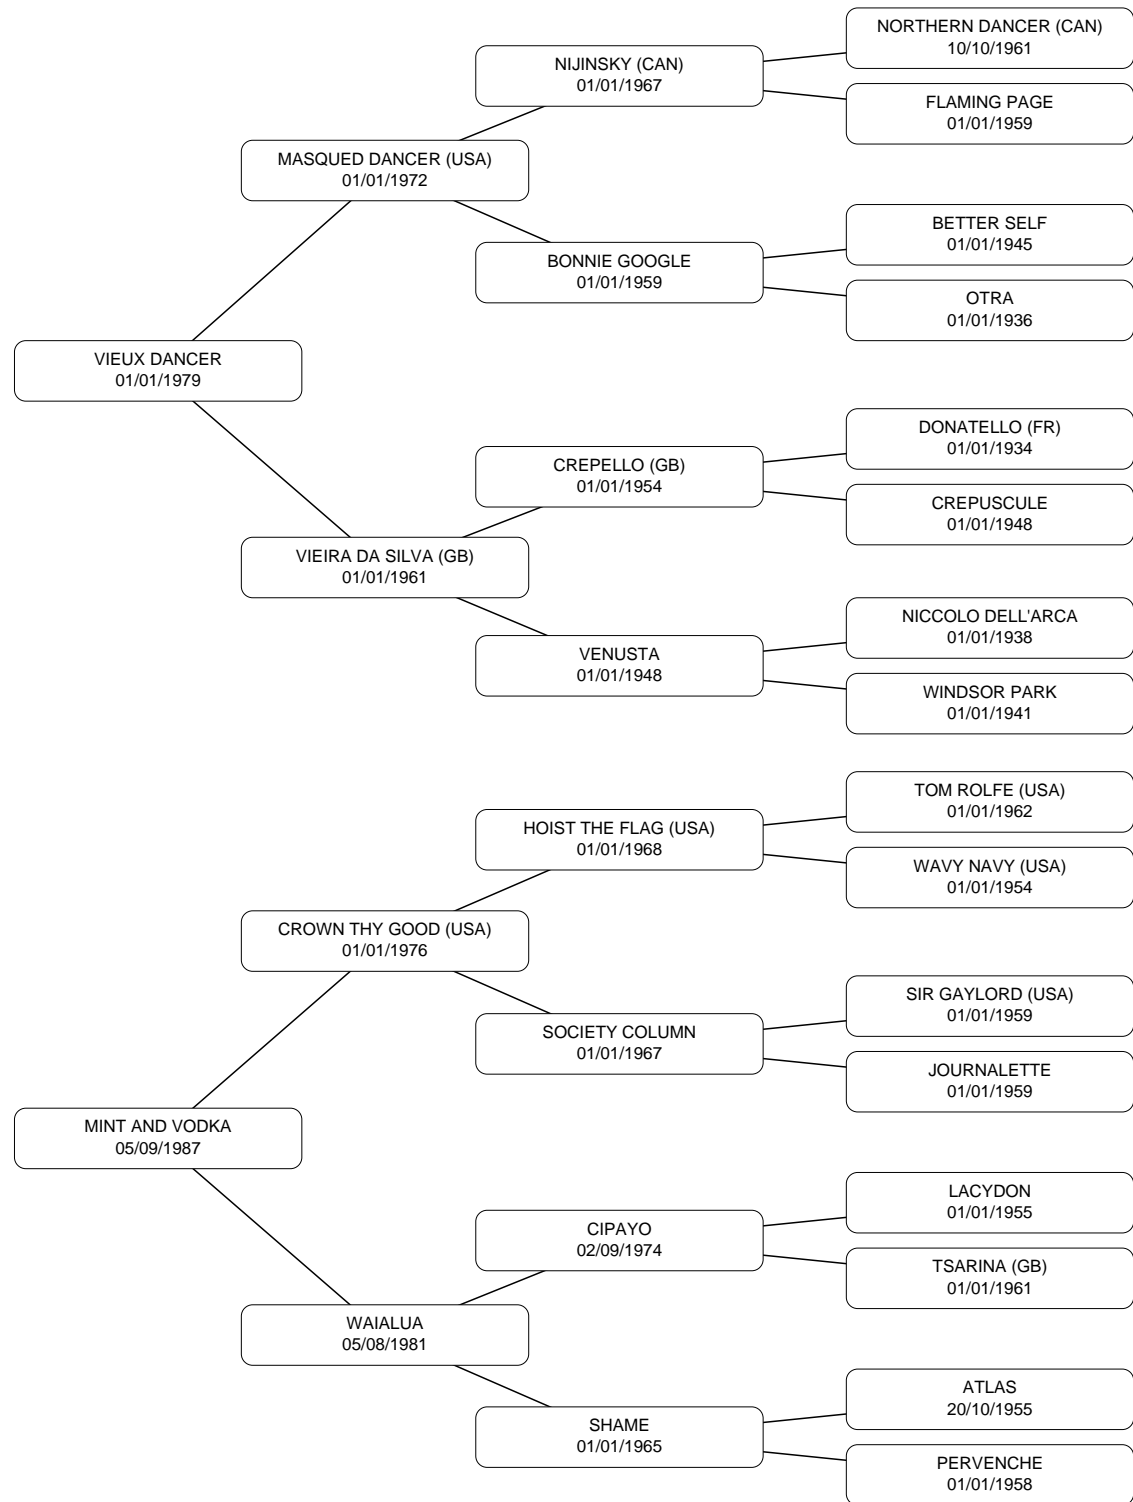 NORTHERN DANCER (CAN)
10/10/1961
NIJINSKY (CAN)
01/01/1967
FLAMING PAGE
01/01/1959
MASQUED DANCER (USA)
01/01/1972
BETTER SELF
01/01/1945
BONNIE GOOGLE
01/01/1959
OTRA
01/01/1936
VIEUX DANCER
01/01/1979
DONATELLO (FR)
01/01/1934
CREPELLO (GB)
01/01/1954
CREPUSCULE
01/01/1948
VIEIRA DA SILVA (GB)
01/01/1961
NICCOLO DELL'ARCA
01/01/1938
VENUSTA
01/01/1948
WINDSOR PARK
01/01/1941
TOM ROLFE (USA)
01/01/1962
HOIST THE FLAG (USA)
01/01/1968
WAVY NAVY (USA)
01/01/1954
CROWN THY GOOD (USA)
01/01/1976
SIR GAYLORD (USA)
01/01/1959
SOCIETY COLUMN
01/01/1967
JOURNALETTE
01/01/1959
MINT AND VODKA
05/09/1987
LACYDON
01/01/1955
CIPAYO
02/09/1974
TSARINA (GB)
01/01/1961
WAIALUA
05/08/1981
ATLAS
20/10/1955
SHAME
01/01/1965
PERVENCHE
01/01/1958